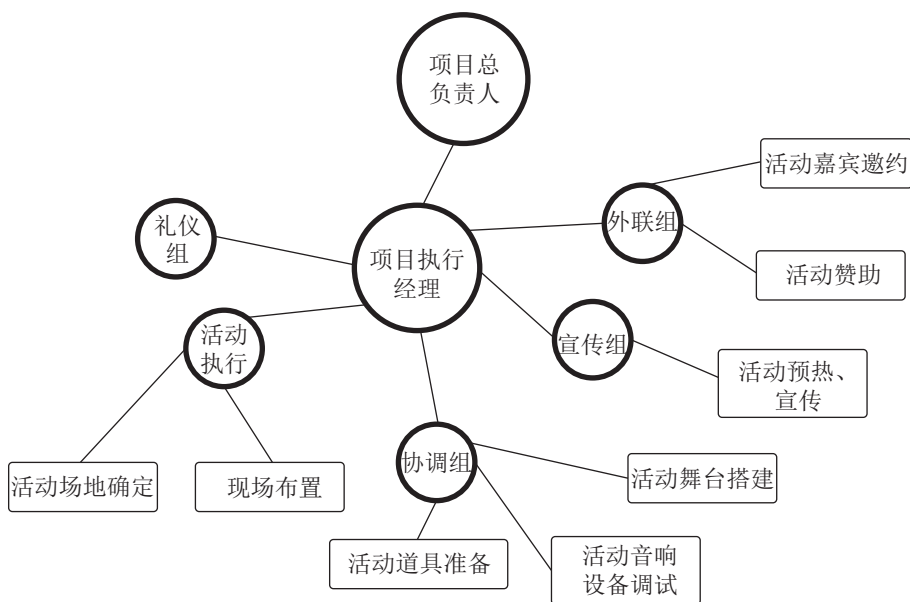 项目总
负责人
活动嘉宾邀约
礼仪
组
外联组
项目执行
经理
活动赞助
活动
执行
宣传组
活动预热、
宣传
协调组
活动场地确定
现场布置
活动舞台搭建
活动道具准备
活动音响
设备调试